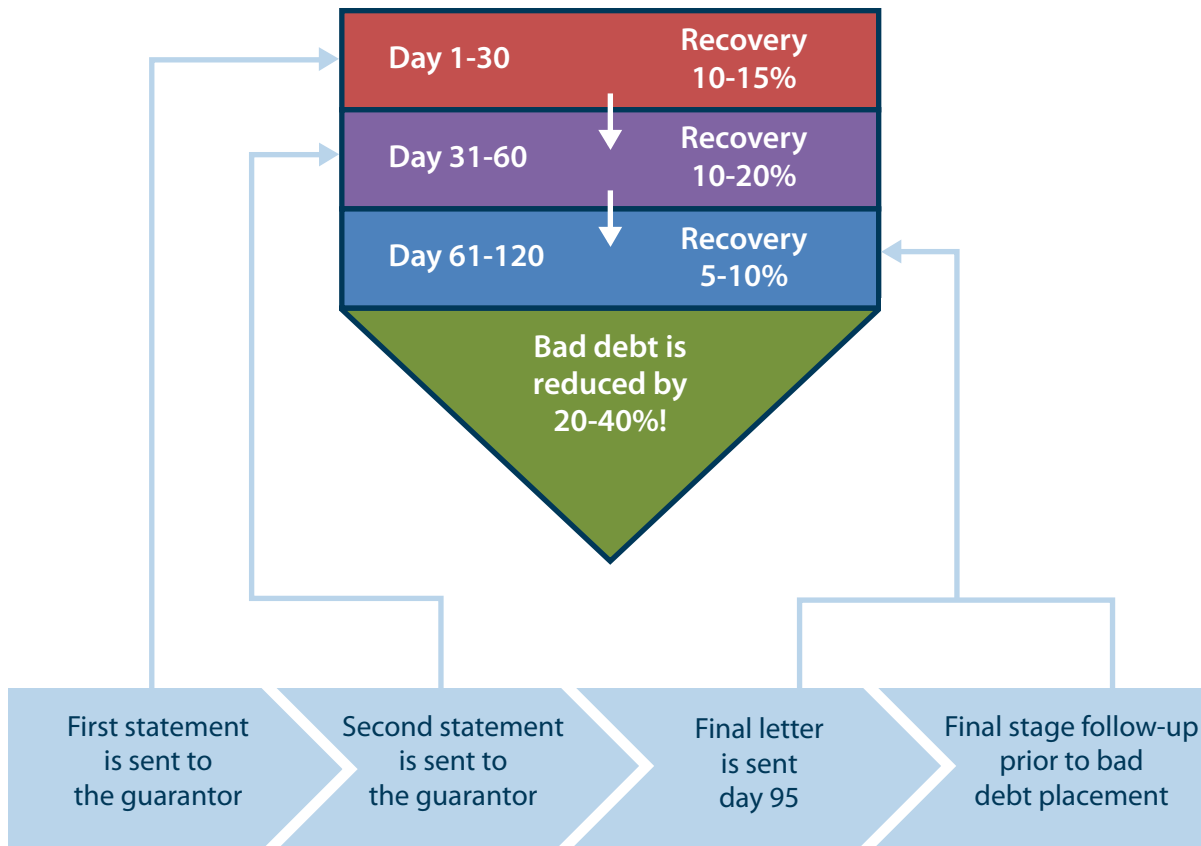 Day 1-30
Recovery
10-15%
Day 31-60
Recovery
10-20%
Day 61-120
Recovery
5-10%
Bad debt is
reduced by
20-40%!
First statement
is sent to
the guarantor
Second statement
is sent to
the guarantor
Final letter
is sent
day 95
Final stage follow-up
prior to bad
debt placement